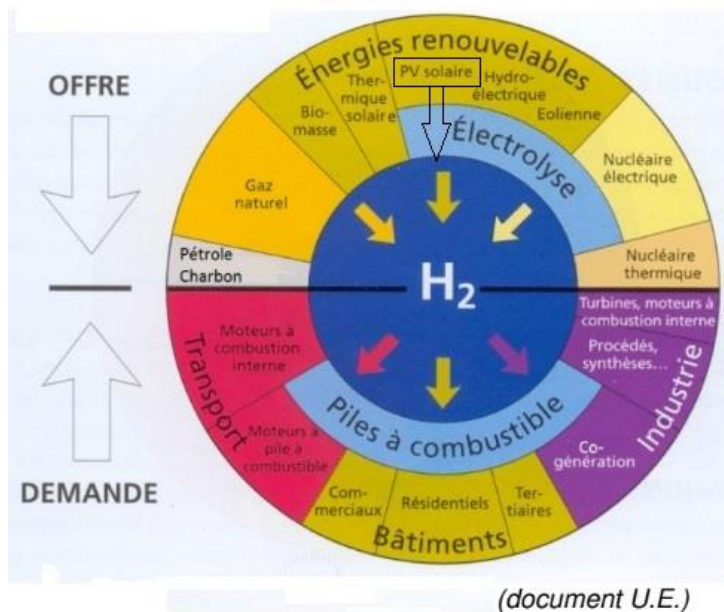 OFFRE
DEMANDE
Énergies renouvelables
Bio-
masse
Ther-
mique
solaire
PV solaire
Hydro-
électrique
Eolienne
Électrolyse
Gaz
naturel
Nucléaire
électrique
Pétrole
Charbon
Nucléaire
thermique
H₂
Transport
Moteurs à
combustion
interne
Moteurs à
pile à
combustible
Piles à combustible
Turbines, moteurs à
combustion interne
Procédés,
synthèses...
Industrie
Co-
génération
Com-
merciaux
Résidentiels
Ter-
tiaires
Bâtiments
(document U.E.)